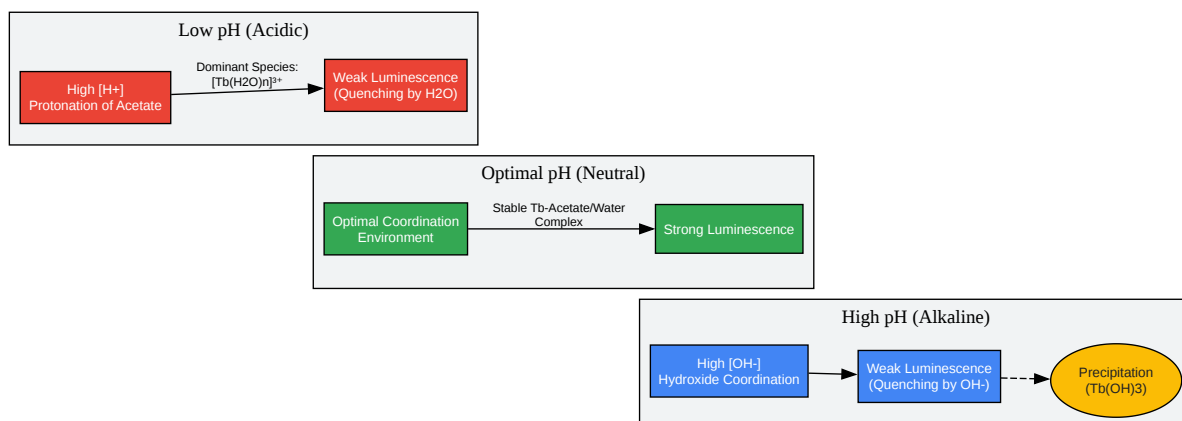 Low pH (Acidic)
High [H+]
Protonation of Acetate
Dominant Species:
[Tb(H2O)n]³⁺
Weak Luminescence
(Quenching by H2O)
Optimal pH (Neutral)
Optimal Coordination
Environment
Stable Tb-Acetate/Water
Complex
Strong Luminescence
High pH (Alkaline)
High [OH-]
Hydroxide Coordination
Weak Luminescence
(Quenching by OH-)
Precipitation
(Tb(OH)3)